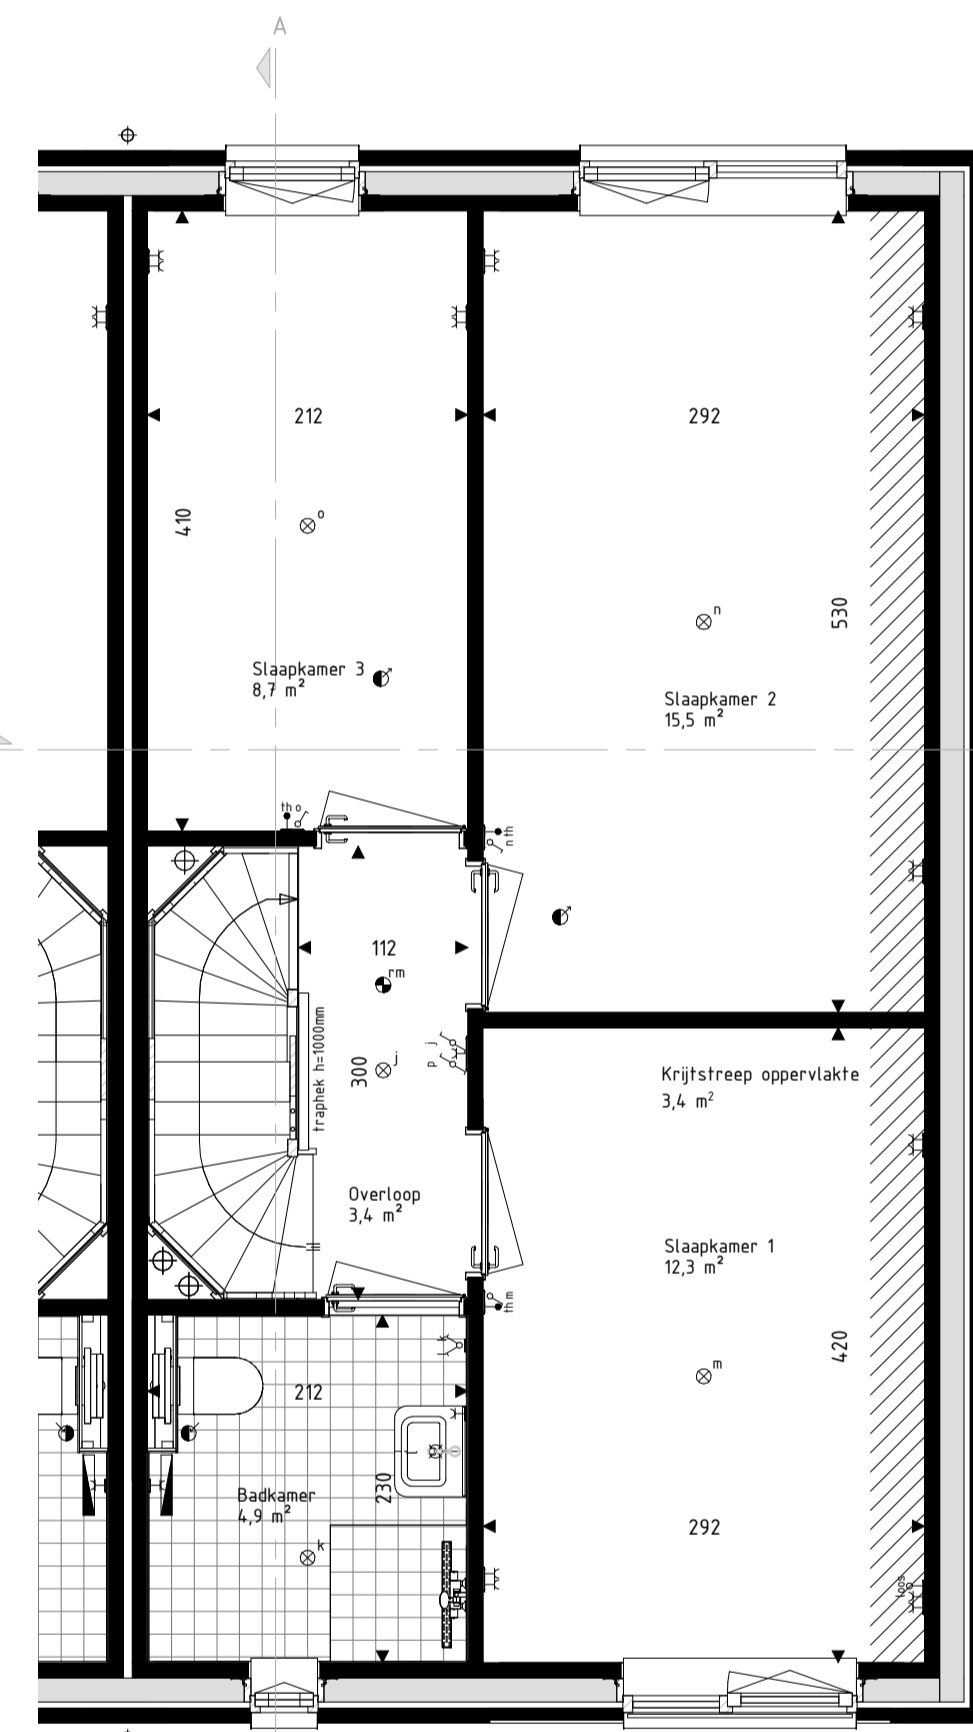 A
212
292
410
o
n
530
Slaapkamer 3
8,7 m²
Slaapkamer 2
15,5 m²
th o
n th
112
rm
j
p
j
300
traphek h=1000mm
Krijtstreep oppervlakte
3,4 m²
Overloop
3,4 m²
Slaapkamer 1
12,3 m²
th m
k
420
m
212
230
Badkamer
4,9 m²
k
292